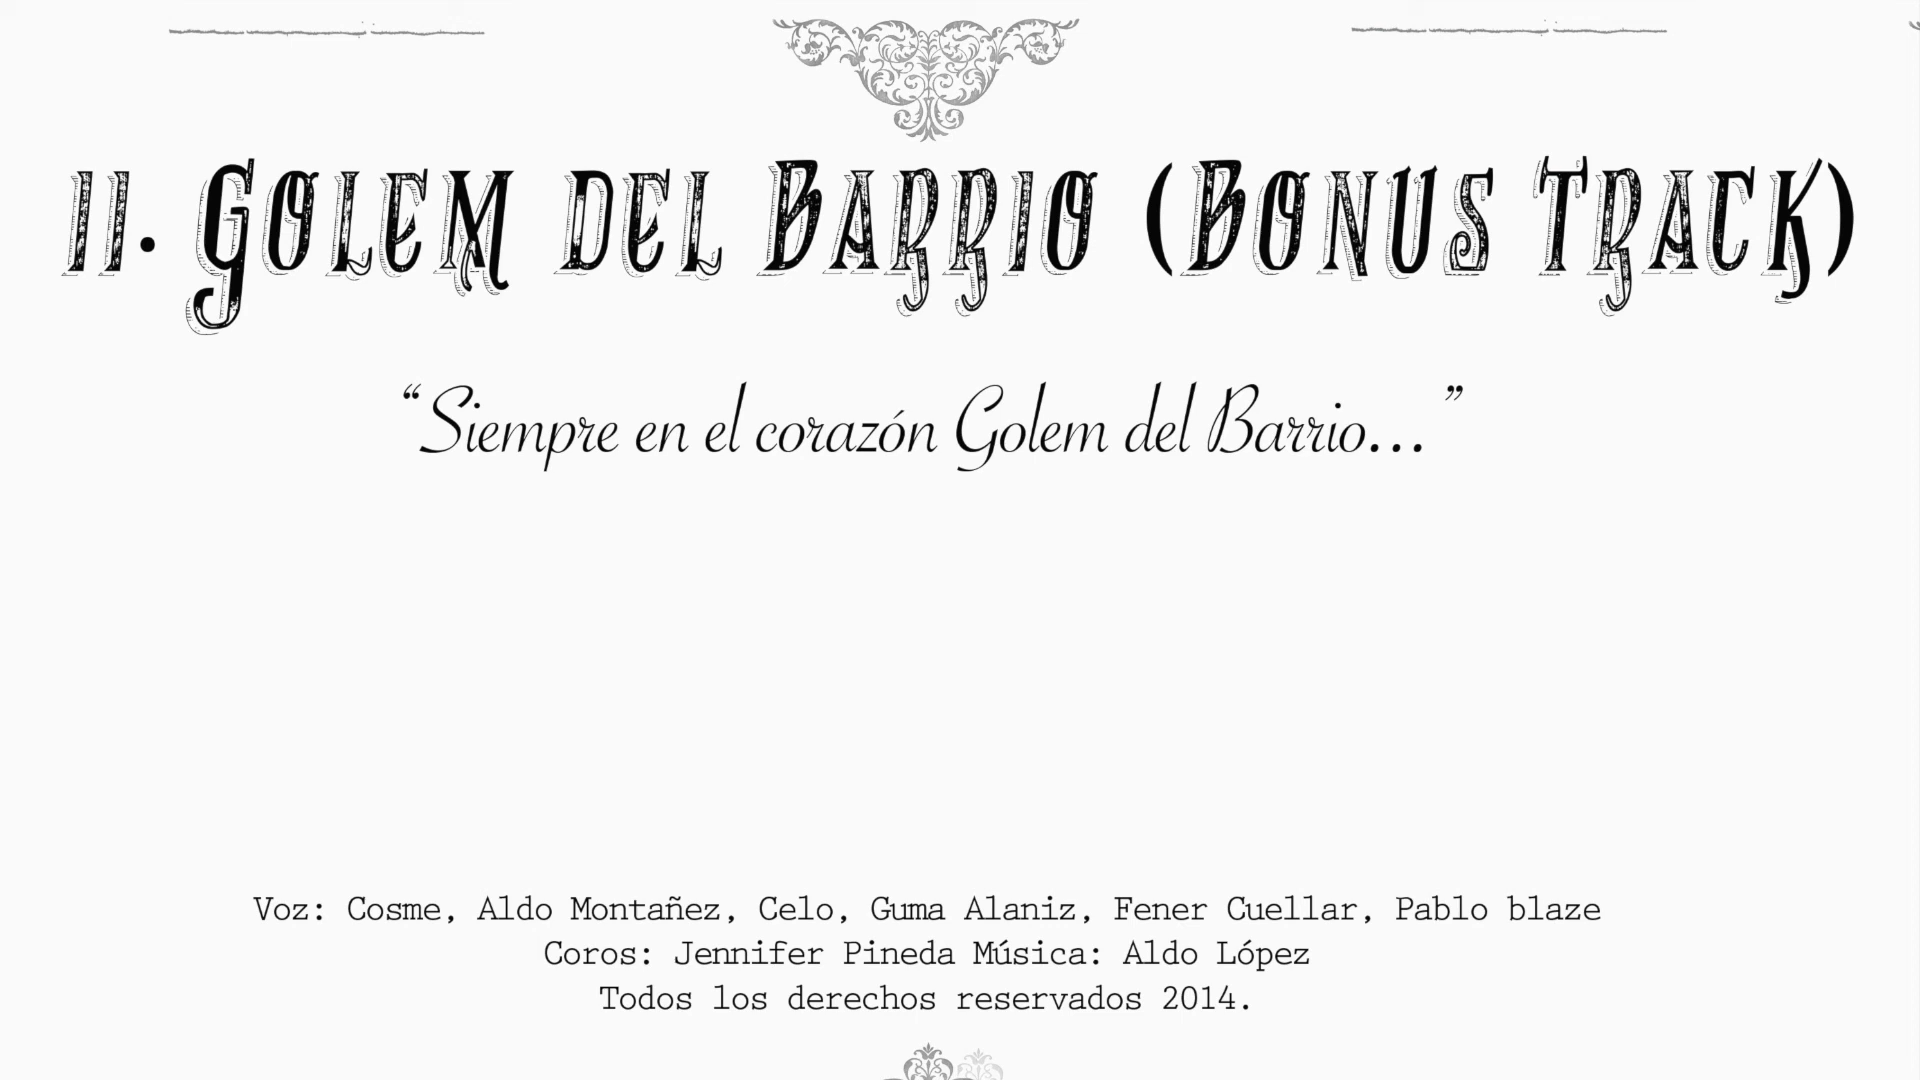 11. Golem del Barrio (Bonus Track)
“Siempre en el corazón Golem del Barrio...”
Voz: Cosme, Aldo Montañez, Celo, Guma Alaniz, Fener Cuellar, Pablo blaze
Coros: Jennifer Pineda Música: Aldo López
Todos los derechos reservados 2014.